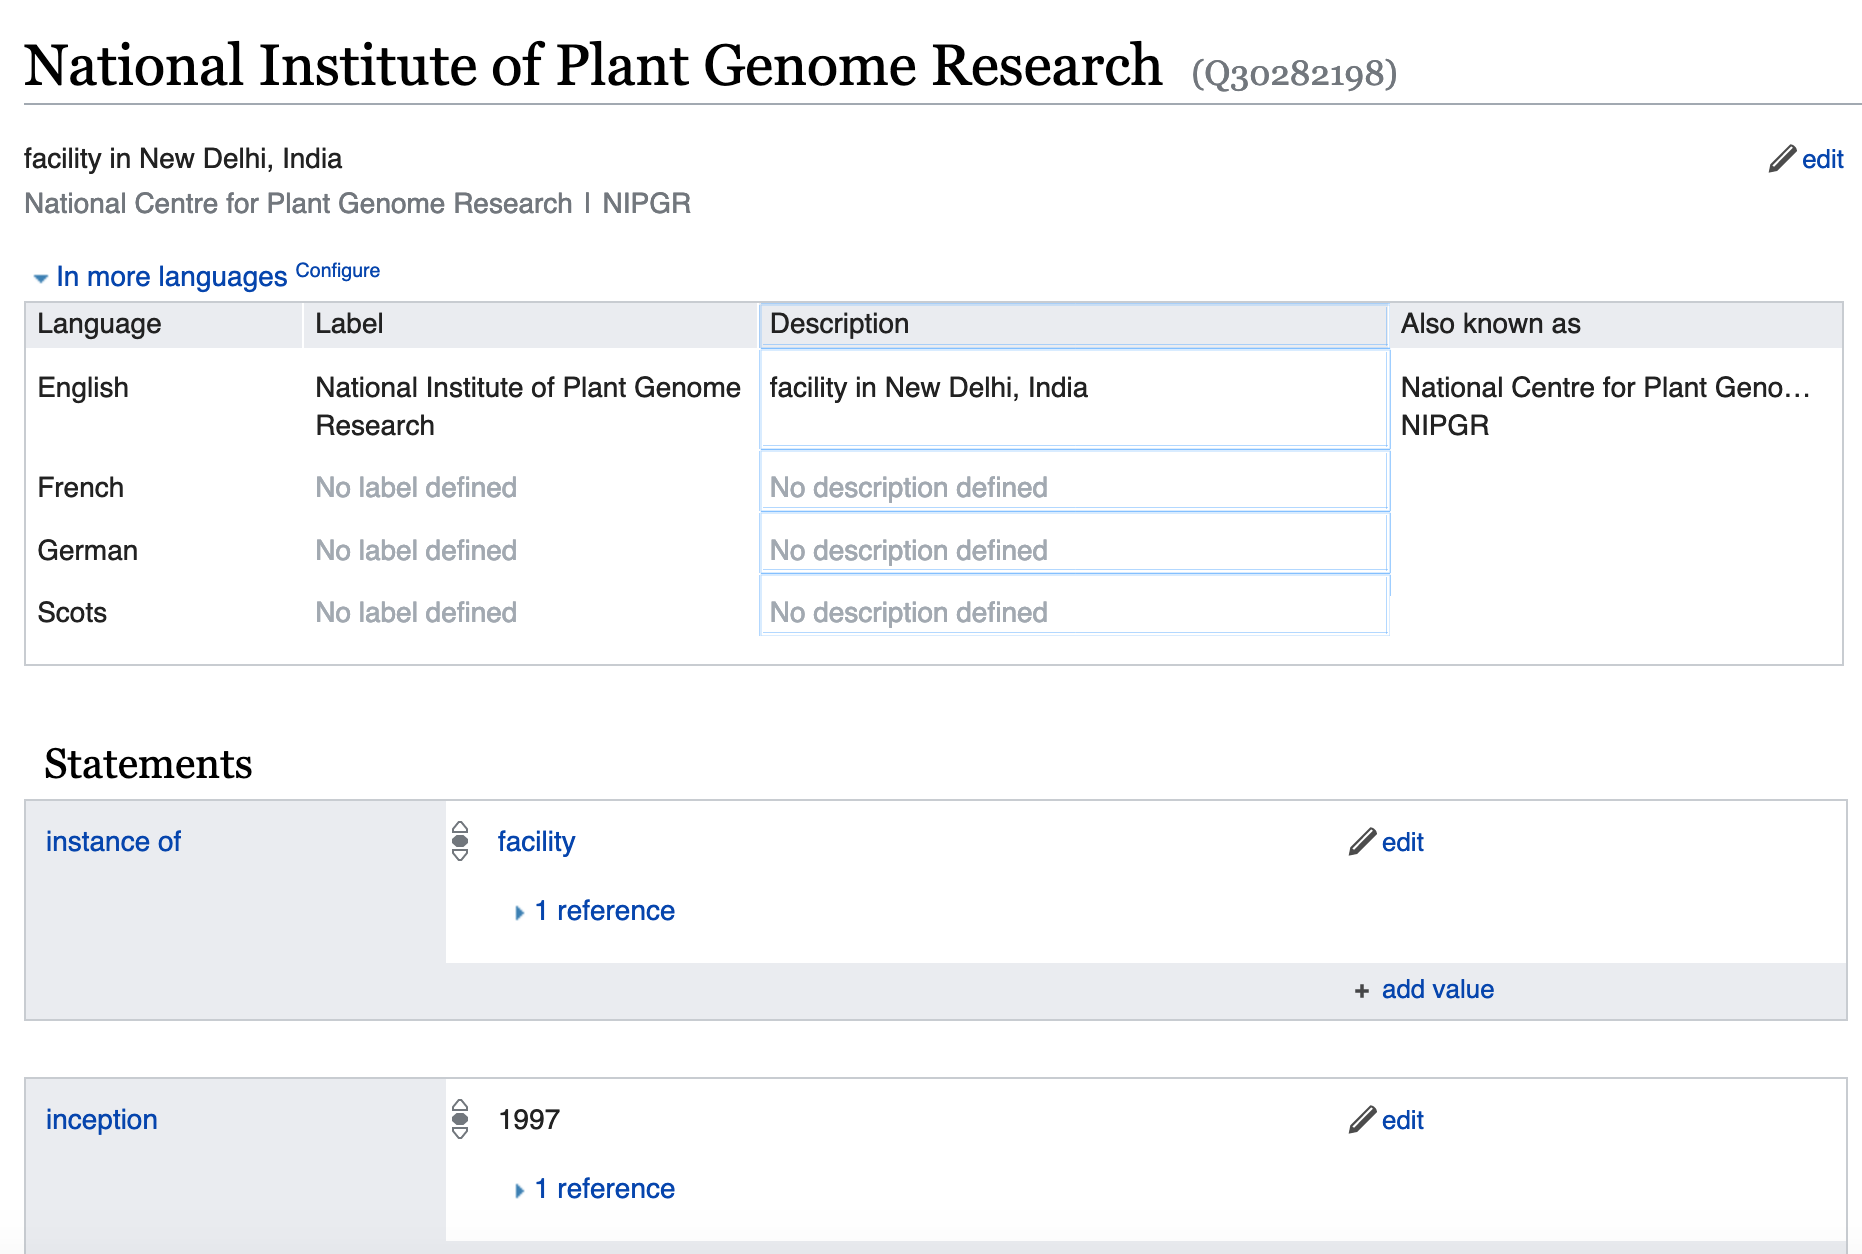 National Institute of Plant Genome Research (Q30282198)
facility in New Delhi, India
edit
National Centre for Plant Genome Research | NIPGR
In more languages Configure
Language Label Description Also known as
English National Institute of Plant Genome facility in New Delhi, India National Centre for Plant Geno…
Research NIPGR
French No label defined No description defined
German No label defined No description defined
Scots No label defined No description defined
Statements
instance of facility edit
1 reference
+ add value
inception 1997 edit
1 reference